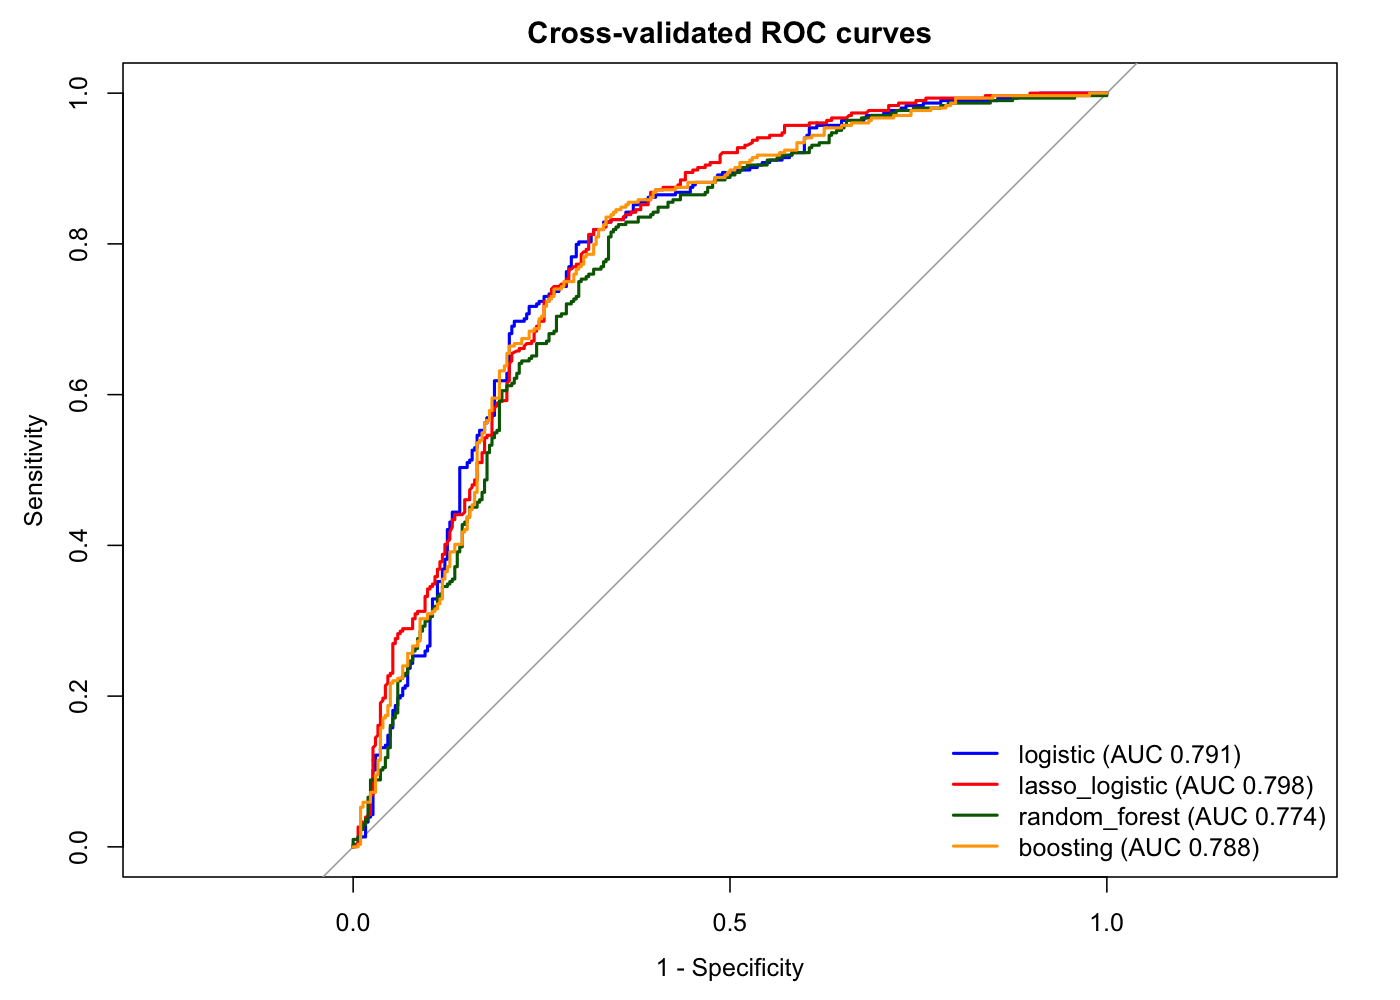 Cross-validated ROC curves
Sensitivity
1.0
0.8
0.6
0.4
0.2
0.0
logistic (AUC 0.791)
lasso_logistic (AUC 0.798)
random_forest (AUC 0.774)
boosting (AUC 0.788)
0.0 0.5 1.0
1 - Specificity